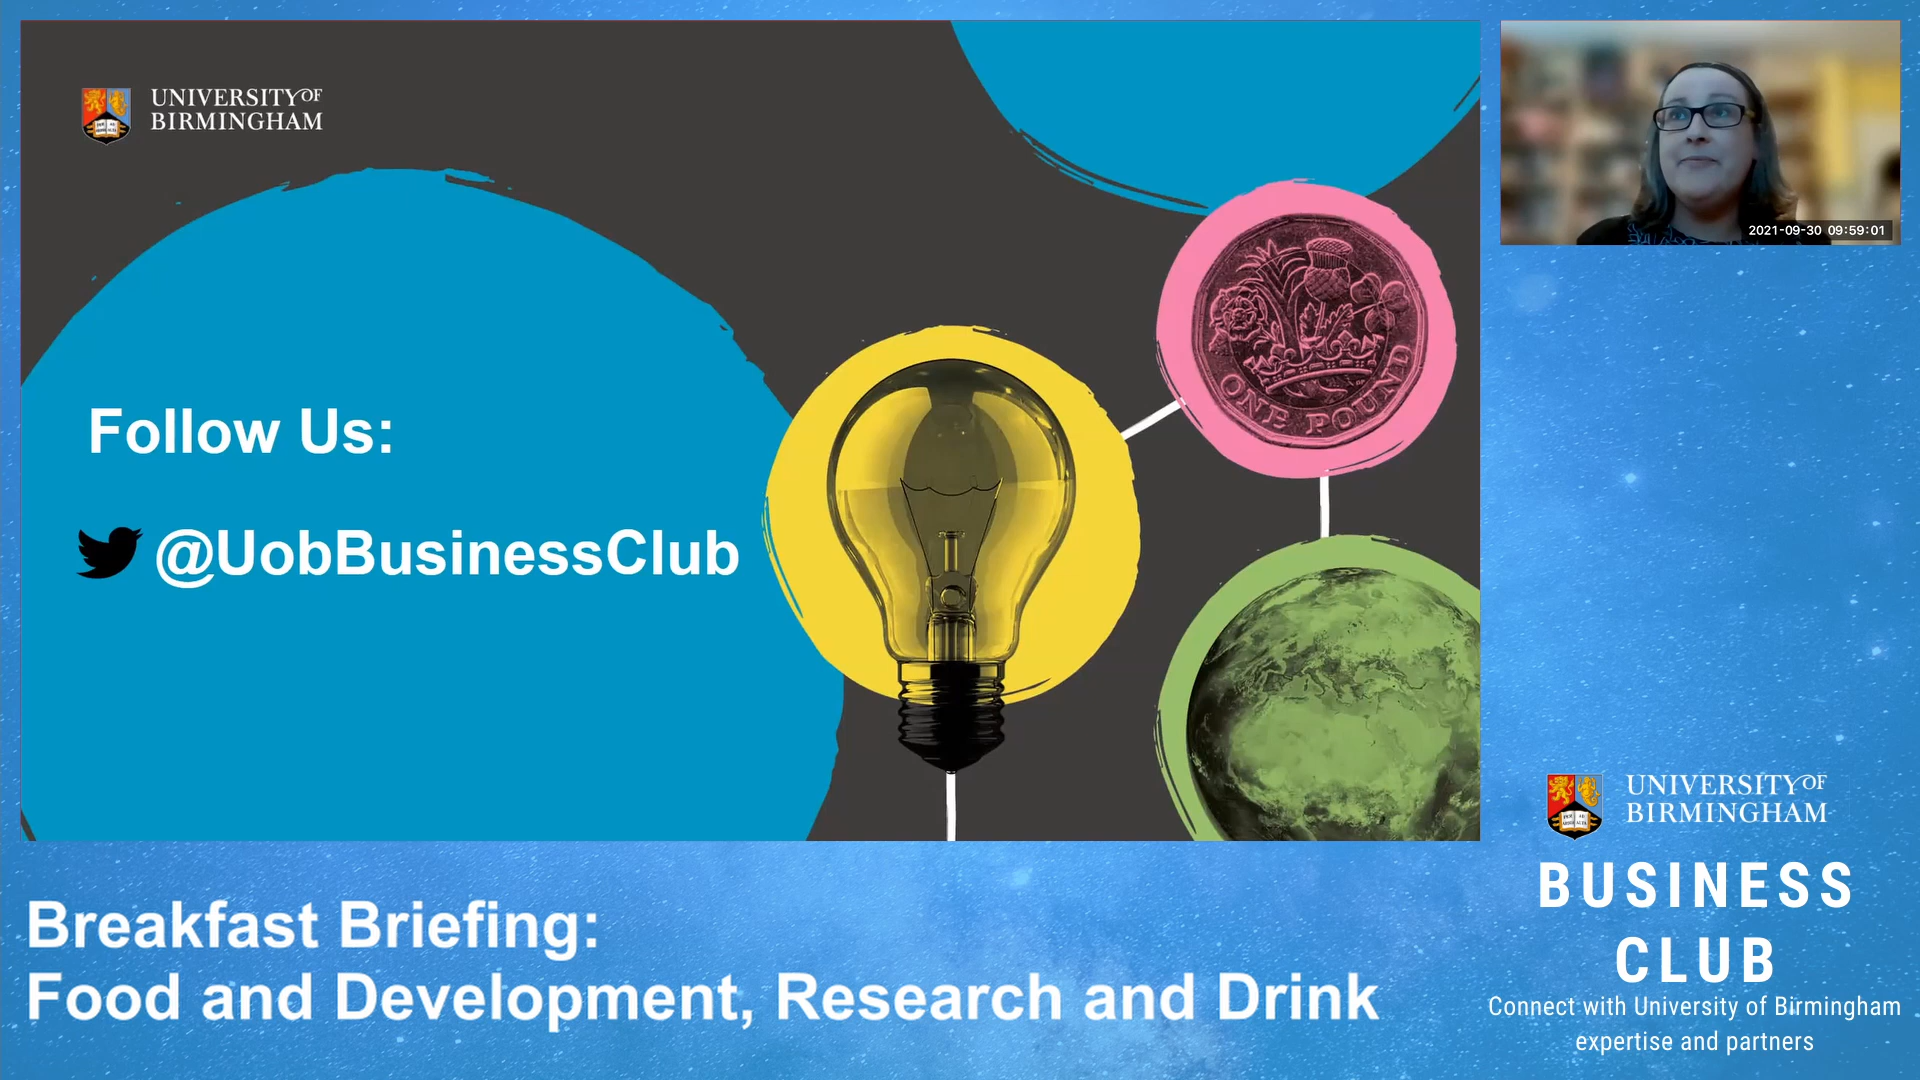 UNIVERSITY OF
BIRMINGHAM
Follow Us:
@UobBusinessClub
ONE POUND
2021-09-30 09:59:01
Breakfast Briefing:
Food and Development, Research and Drink
UNIVERSITY OF
BIRMINGHAM
BUSINESS
CLUB
Connect with University of Birmingham
expertise and partners